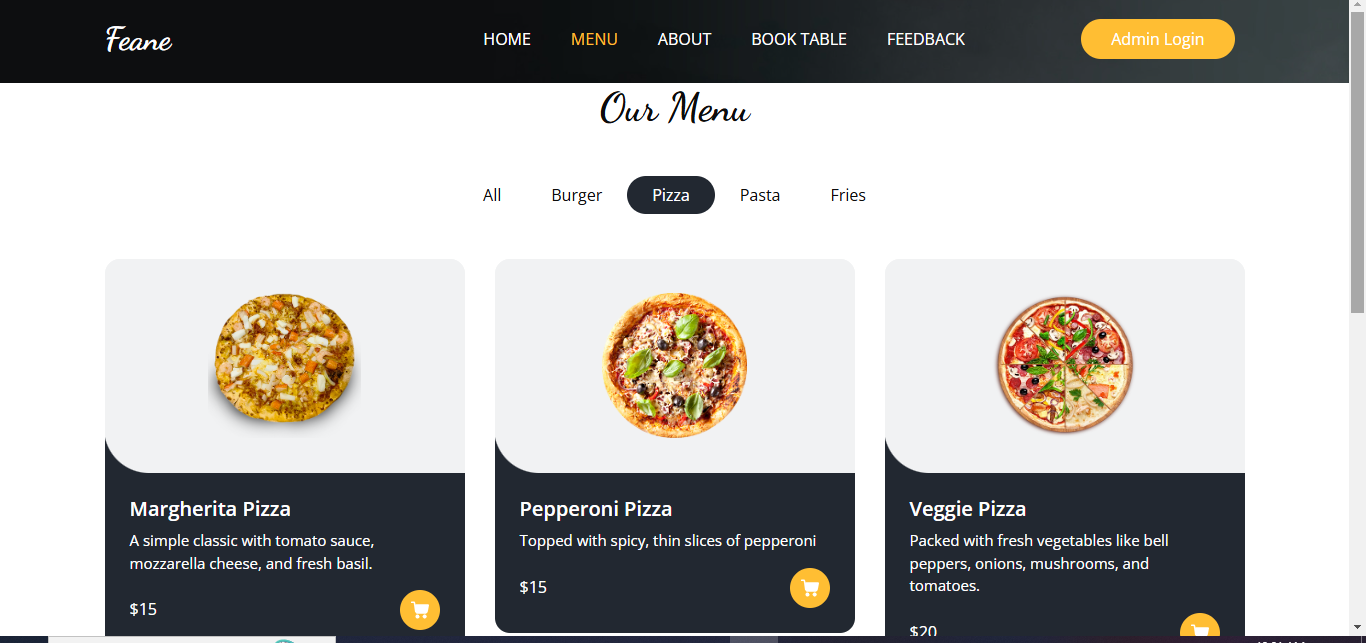 Feane
HOME MENU ABOUT BOOK TABLE FEEDBACK
Admin Login
Our Menu
All Burger Pizza Pasta Fries
Margherita Pizza
A simple classic with tomato sauce,
mozzarella cheese, and fresh basil.
$15
Pepperoni Pizza
Topped with spicy, thin slices of pepperoni
$15
Veggie Pizza
Packed with fresh vegetables like bell
peppers, onions, mushrooms, and
tomatoes.
$20